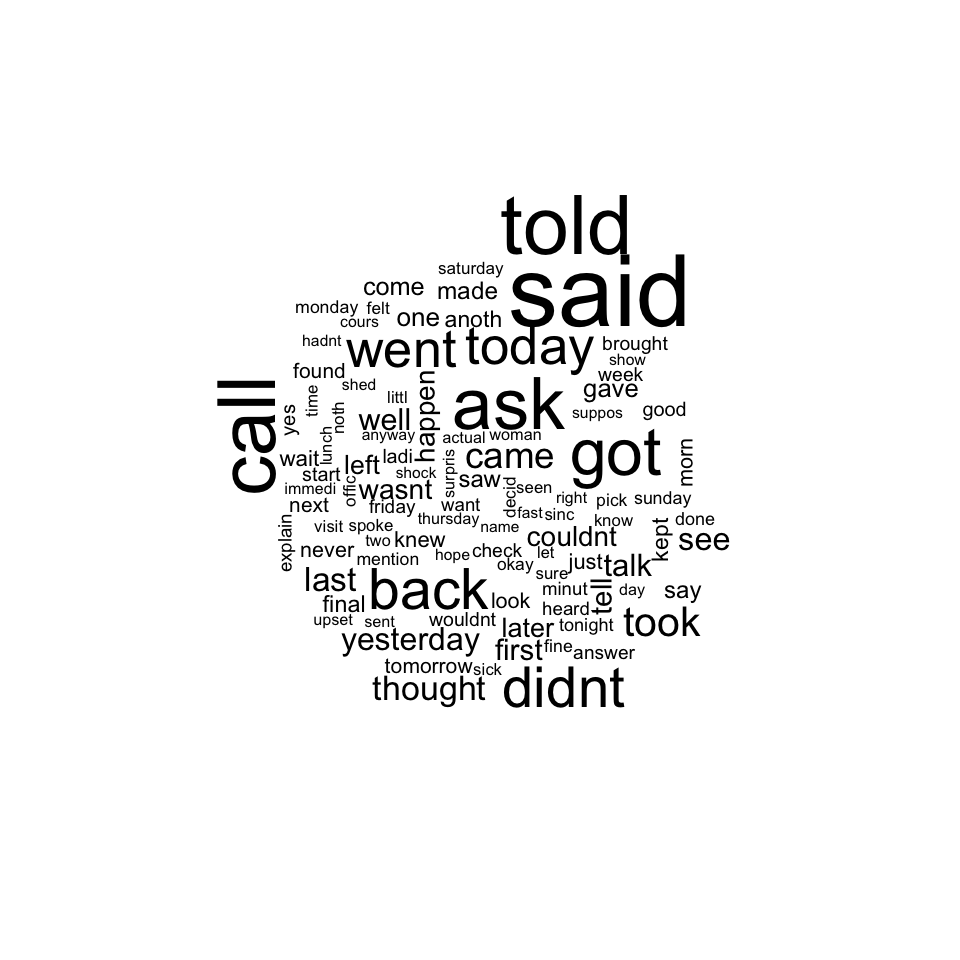 told
saturday
said
come
made
monday
felt
cours
one
anoth
hadnt
went
today
brought
show
found
week
call
shed
gave
time
littl
happen
ask
yes
noth
well
suppos
good
lunch
anyway
actual
woman
got
morn
wait
ladi
came
left
shock
surpris
start
saw
immedi
offic
wasnt
decid
seen
right
pick
sunday
next
friday
want
fast
sinc
thursday
know
done
visit
spoke
name
explain
two
knew
couldnt
kept
see
never
mention
hope
check
let
okay
just
talk
sure
last
back
minut
tell
day
say
final
look
heard
upset
sent
wouldnt
later
tonight
took
yesterday
first
fine
answer
tomorrow
sick
thought
didnt